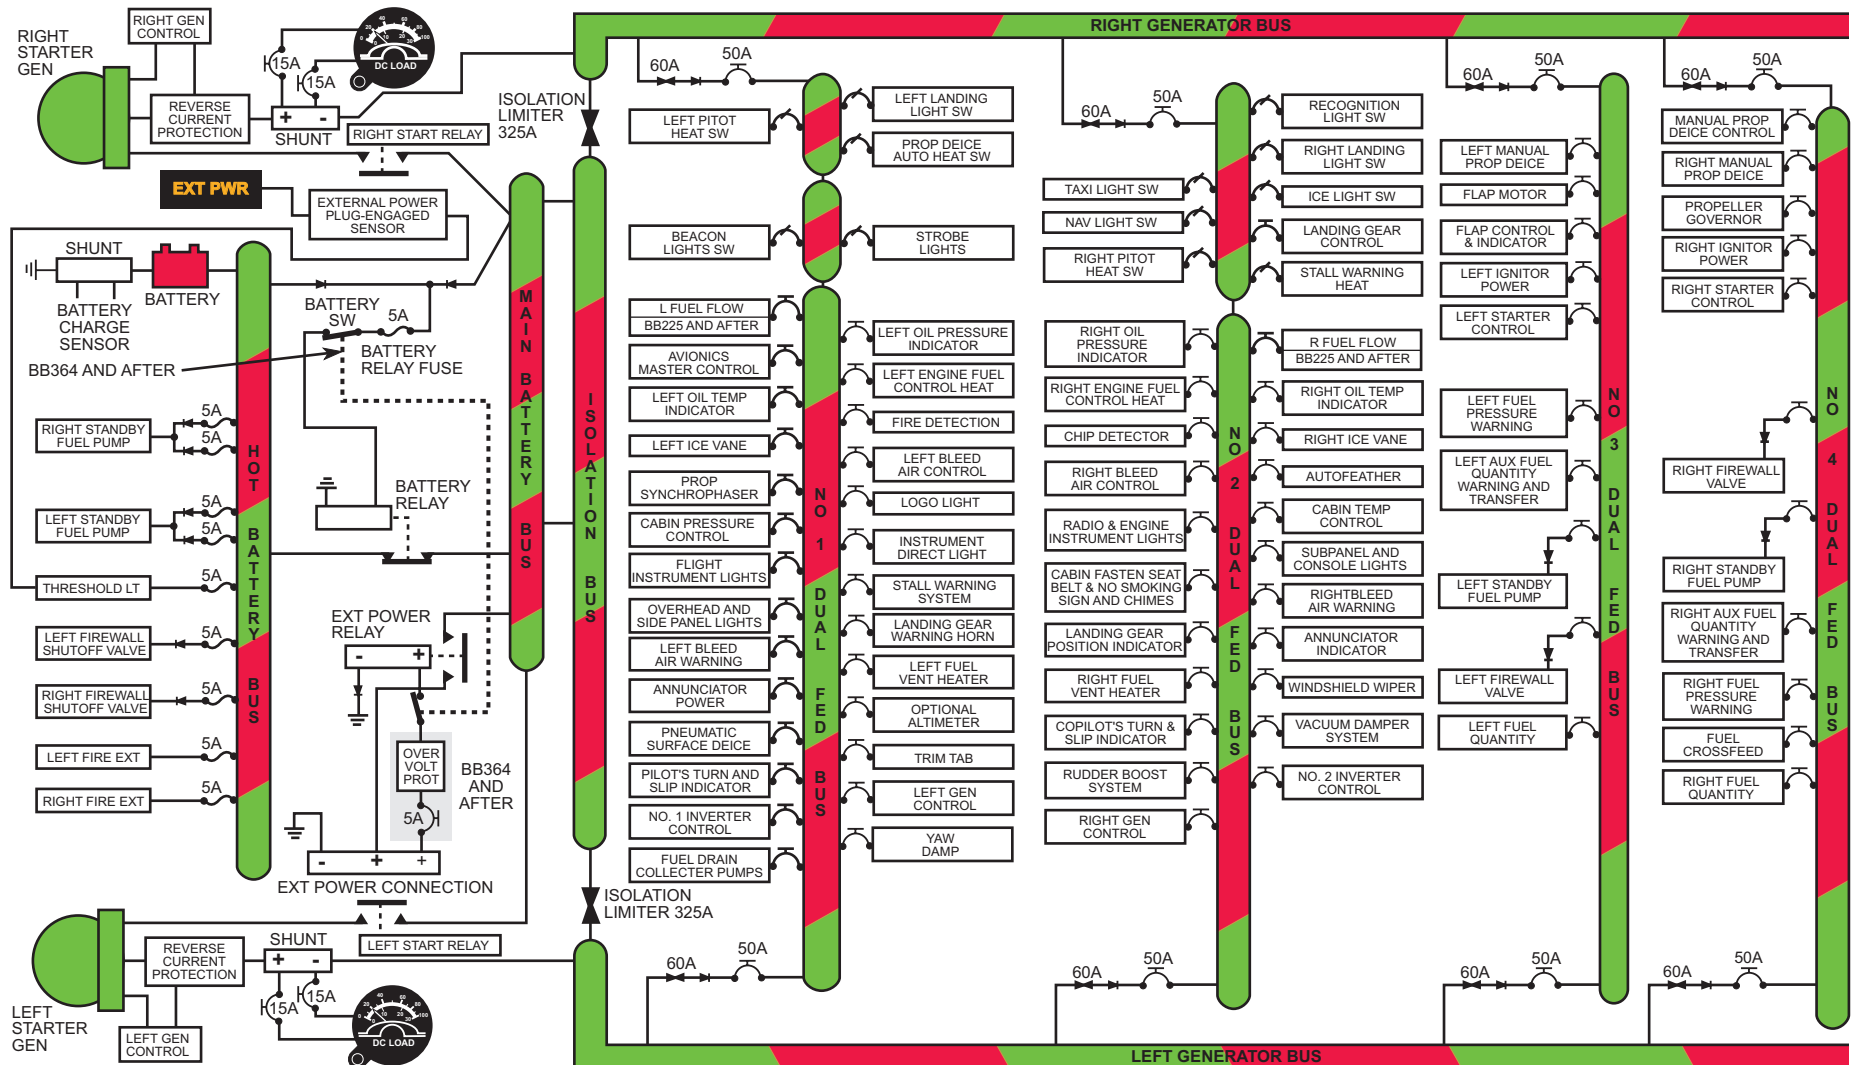 RIGHT
STARTER
GEN
RIGHT GEN
CONTROL
REVERSE
CURRENT
PROTECTION
15A
15A
+ -
SHUNT
0 20 40 60 80 100
0 10 20 30
DC LOAD
RIGHT START RELAY
ISOLATION
LIMITER
325A
EXT PWR
EXTERNAL POWER
PLUG-ENGAGED
SENSOR
SHUNT
BATTERY
CHARGE
SENSOR
BATTERY
BATTERY
SW
5A
BATTERY
RELAY FUSE
BB364 AND AFTER
RIGHT STANDBY
FUEL PUMP
5A
5A
LEFT STANDBY
FUEL PUMP
5A
5A
THRESHOLD LT
5A
LEFT FIREWALL
SHUTOFF VALVE
5A
RIGHT FIREWALL
SHUTOFF VALVE
5A
LEFT FIRE EXT
5A
RIGHT FIRE EXT
5A
HOT BATTERY BUS
BATTERY
RELAY
EXT POWER
RELAY
- +
OVER
VOLT
PROT
5A
BB364
AND
AFTER
- + +
EXT POWER CONNECTION
MAIN BATTERY BUS
ISOLATION BUS
LEFT START RELAY
ISOLATION
LIMITER 325A
LEFT
STARTER
GEN
REVERSE
CURRENT
PROTECTION
LEFT GEN
CONTROL
SHUNT
+ -
15A
15A
0 20 40 60 80 100
0 10 20 30
DC LOAD
RIGHT GENERATOR BUS
60A
50A
LEFT PITOT
HEAT SW
LEFT LANDING
LIGHT SW
PROP DEICE
AUTO HEAT SW
BEACON
LIGHTS SW
STROBE
LIGHTS
L FUEL FLOW
BB225 AND AFTER
AVIONICS
MASTER CONTROL
LEFT OIL TEMP
INDICATOR
LEFT ICE VANE
PROP
SYNCHROPHASER
CABIN PRESSURE
CONTROL
FLIGHT
INSTRUMENT LIGHTS
OVERHEAD AND
SIDE PANEL LIGHTS
LEFT BLEED
AIR WARNING
ANNUNCIATOR
POWER
PNEUMATIC
SURFACE DEICE
PILOT'S TURN AND
SLIP INDICATOR
NO. 1 INVERTER
CONTROL
FUEL DRAIN
COLLECTER PUMPS
NO 1 DUAL FED BUS
LEFT OIL PRESSURE
INDICATOR
LEFT ENGINE FUEL
CONTROL HEAT
FIRE DETECTION
LEFT BLEED
AIR CONTROL
LOGO LIGHT
INSTRUMENT
DIRECT LIGHT
STALL WARNING
SYSTEM
LANDING GEAR
WARNING HORN
LEFT FUEL
VENT HEATER
OPTIONAL
ALTIMETER
TRIM TAB
LEFT GEN
CONTROL
YAW
DAMP
60A
50A
60A
50A
TAXI LIGHT SW
NAV LIGHT SW
RIGHT PITOT
HEAT SW
RECOGNITION
LIGHT SW
RIGHT LANDING
LIGHT SW
ICE LIGHT SW
LANDING GEAR
CONTROL
STALL WARNING
HEAT
RIGHT OIL
PRESSURE
INDICATOR
RIGHT ENGINE FUEL
CONTROL HEAT
CHIP DETECTOR
RIGHT BLEED
AIR CONTROL
RADIO & ENGINE
INSTRUMENT LIGHTS
CABIN FASTEN SEAT
BELT & NO SMOKING
SIGN AND CHIMES
LANDING GEAR
POSITION INDICATOR
RIGHT FUEL
VENT HEATER
COPILOT'S TURN &
SLIP INDICATOR
RUDDER BOOST
SYSTEM
RIGHT GEN
CONTROL
NO 2 DUAL FED BUS
R FUEL FLOW
BB225 AND AFTER
RIGHT OIL TEMP
INDICATOR
RIGHT ICE VANE
AUTOFEATHER
CABIN TEMP
CONTROL
SUBPANEL AND
CONSOLE LIGHTS
RIGHTBLEED
AIR WARNING
ANNUNCIATOR
INDICATOR
WINDSHIELD WIPER
VACUUM DAMPER
SYSTEM
NO. 2 INVERTER
CONTROL
60A
50A
60A
50A
LEFT MANUAL
PROP DEICE
FLAP MOTOR
FLAP CONTROL
& INDICATOR
LEFT IGNITOR
POWER
LEFT STARTER
CONTROL
LEFT FUEL
PRESSURE
WARNING
LEFT AUX FUEL
QUANTITY
WARNING AND
TRANSFER
LEFT STANDBY
FUEL PUMP
LEFT FIREWALL
VALVE
LEFT FUEL
QUANTITY
NO 3 DUAL FED BUS
60A
50A
60A
50A
MANUAL PROP
DEICE CONTROL
RIGHT MANUAL
PROP DEICE
PROPELLER
GOVERNOR
RIGHT IGNITOR
POWER
RIGHT STARTER
CONTROL
RIGHT FIREWALL
VALVE
RIGHT STANDBY
FUEL PUMP
RIGHT AUX FUEL
QUANTITY
WARNING AND
TRANSFER
RIGHT FUEL
PRESSURE
WARNING
FUEL
CROSSFEED
RIGHT FUEL
QUANTITY
NO 4 DUAL FED BUS
60A
50A
LEFT GENERATOR BUS